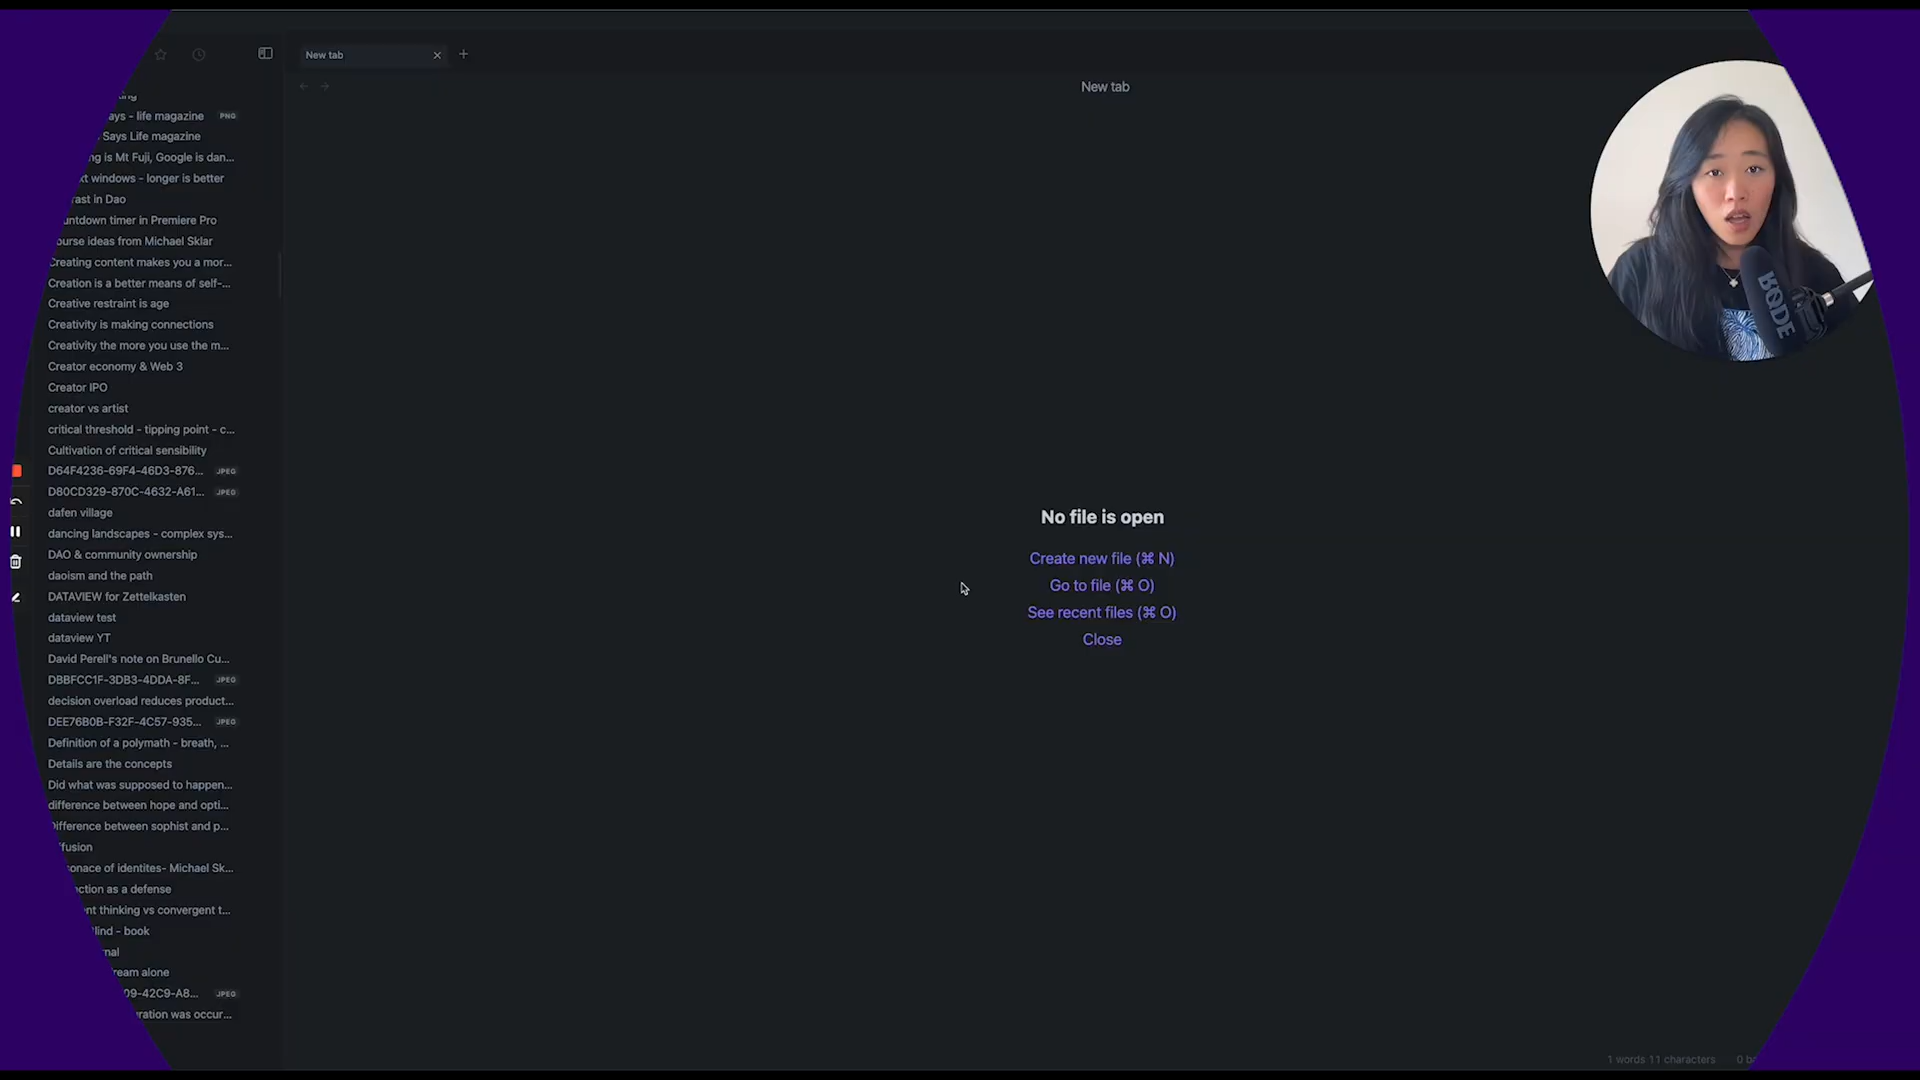 New tab
New tab
ays - life magazine PNG
Says Life magazine
ng is Mt Fuji, Google is dan...
xt windows - longer is better
rast in Dao
untdown timer in Premiere Pro
ourse ideas from Michael Sklar
Creating content makes you a mor...
Creation is a better means of self-...
Creative restraint is age
Creativity is making connections
Creativity the more you use the m...
Creator economy & Web 3
Creator IPO
creator vs artist
critical threshold - tipping point - c...
Cultivation of critical sensibility
D64F4236-69F4-46D3-876... JPEG
D80CD329-870C-4632-A61... JPEG
dafen village
dancing landscapes - complex sys...
DAO & community ownership
daoism and the path
DATAVIEW for Zettelkasten
dataview test
dataview YT
David Perell's note on Brunello Cu...
DBBFCC1F-3DB3-4DDA-8F... JPEG
decision overload reduces product...
DEE76B0B-F32F-4C57-935... JPEG
Definition of a polymath - breath, ...
Details are the concepts
Did what was supposed to happen...
difference between hope and opti...
Difference between sophist and p...
fusion
onace of identites- Michael Sk...
ction as a defense
nt thinking vs convergent t...
lind - book
nal
ream alone
09-42C9-A8... JPEG
ration was occur...
No file is open
Create new file (⌘ N)
Go to file (⌘ O)
See recent files (⌘ O)
Close
RODE
1 words 11 characters
0 ba